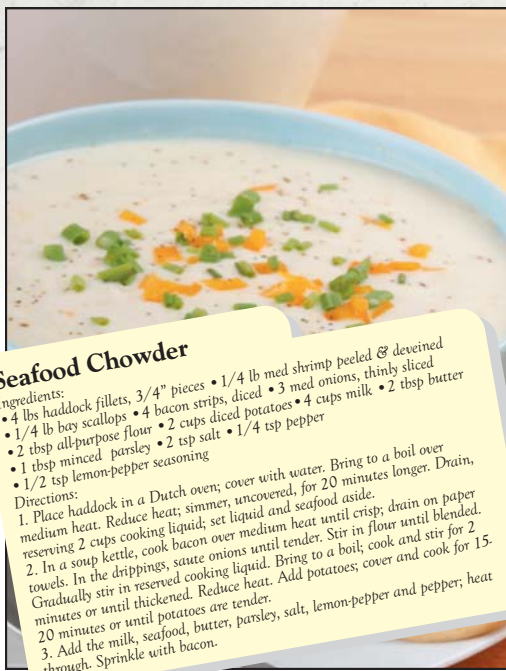 Seafood Chowder
Ingredients:
• 4 lbs haddock fillets, 3/4” pieces • 1/4 lb med shrimp peeled & deveined
• 1/4 lb bay scallops • 4 bacon strips, diced • 3 med onions, thinly sliced
• 2 tbsp all-purpose flour • 2 cups diced potatoes • 4 cups milk • 2 tbsp butter
• 1 tbsp minced parsley • 2 tsp salt • 1/4 tsp pepper
• 1/2 tsp lemon-pepper seasoning
Directions:
1. Place haddock in a Dutch oven; cover with water. Bring to a boil over
medium heat. Reduce heat; simmer, uncovered, for 20 minutes longer. Drain,
reserving 2 cups cooking liquid; set liquid and seafood aside.
2. In a soup kettle, cook bacon over medium heat until crisp; drain on paper
towels. In the drippings, saute onions until tender. Stir in flour until blended.
Gradually stir in reserved cooking liquid. Bring to a boil; cook and stir for 2
minutes or until thickened. Reduce heat. Add potatoes; cover and cook for 15-
20 minutes or until potatoes are tender.
3. Add the milk, seafood, butter, parsley, salt, lemon-pepper and pepper; heat
through. Sprinkle with bacon.